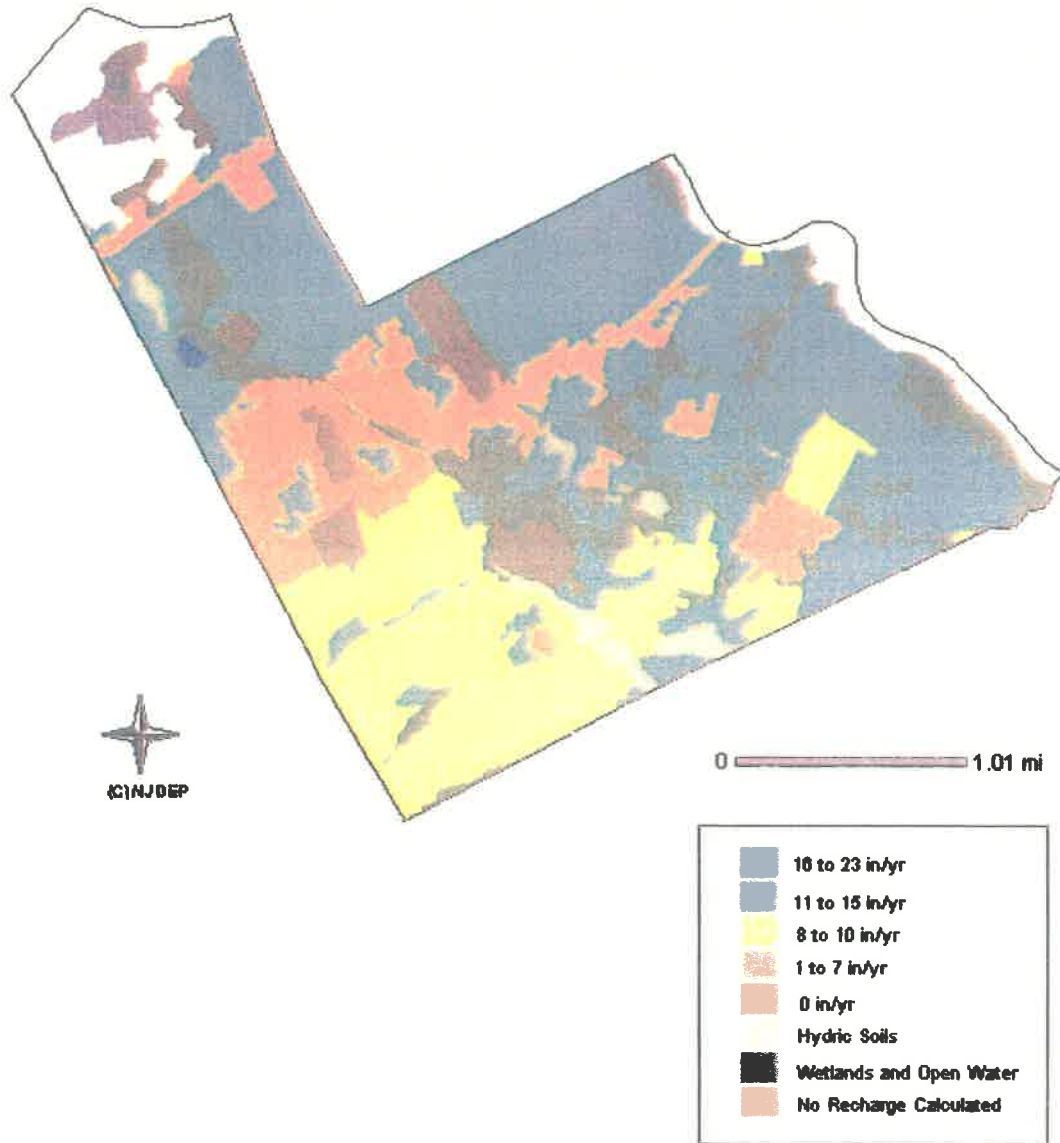 (C)NJDEP
0 1.01 mi
16 to 23 in/yr
11 to 15 in/yr
8 to 10 in/yr
1 to 7 in/yr
0 in/yr
Hydric Soils
Wetlands and Open Water
No Recharge Calculated